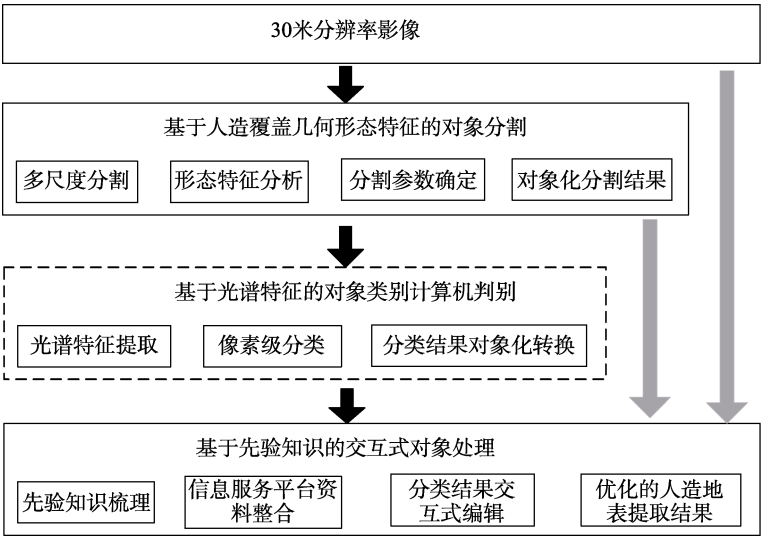 30米分辨率影像
基于人造覆盖几何形态特征的对象分割
多尺度分割
形态特征分析
分割参数确定
对象化分割结果
基于光谱特征的对象类别计算机判别
光谱特征提取
像素级分类
分类结果对象化转换
基于先验知识的交互式对象处理
先验知识梳理
信息服务平台资
料整合
分类结果交
互式编辑
优化的人造地
表提取结果